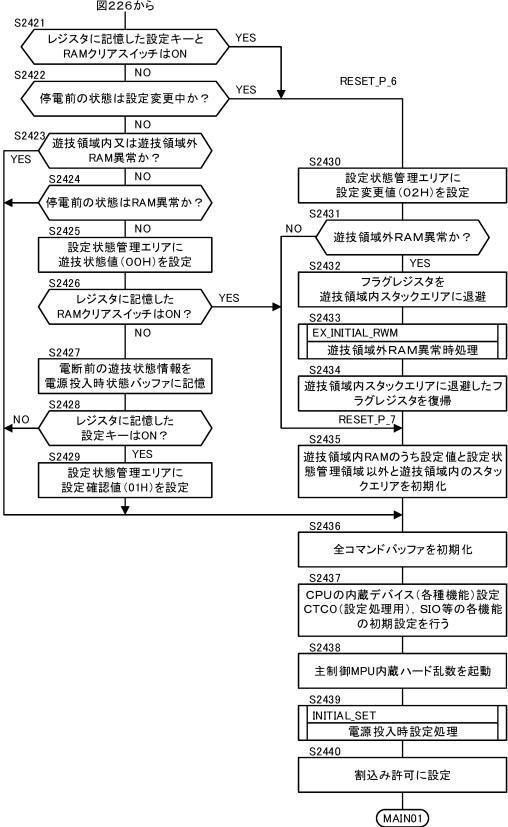 図226から
S2421
レジスタに記憶した設定キーと
RAMクリアスイッチはON
YES
NO
S2422
停電前の状態は設定変更中か？
YES
RESET_P_6
NO
S2423
遊技領域内又は遊技領域外
RAM異常か？
YES
NO
S2424
停電前の状態はRAM異常か？
NO
S2425
設定状態管理エリアに
遊技状態値(00H)を設定
S2426
レジスタに記憶した
RAMクリアスイッチはON？
YES
NO
S2427
電断前の遊技状態情報を
電源投入時状態バッファに記憶
S2428
NO
レジスタに記憶した
設定キーはON？
YES
S2429
設定状態管理エリアに
設定確認値(01H)を設定
S2430
設定状態管理エリアに
設定変更値(02H)を設定
S2431
NO
遊技領域外RAM異常か？
YES
S2432
フラグレジスタを
遊技領域内スタックエリアに退避
S2433
EX_INITIAL_RWM
遊技領域外RAM異常時処理
S2434
遊技領域内スタックエリアに退避したフ
ラグレジスタを復帰
RESET_P_7
S2435
遊技領域内RAMのうち設定値と設定状
態管理領域以外と遊技領域内のスタッ
クエリアを初期化
S2436
全コマンドバッファを初期化
S2437
CPUの内蔵デバイス(各種機能)設定
CTC0(設定処理用)，SIO等の各機能
の初期設定を行う
S2438
主制御MPU内蔵ハード乱数を起動
S2439
INITIAL_SET
電源投入時設定処理
S2440
割込み許可に設定
MAIN01